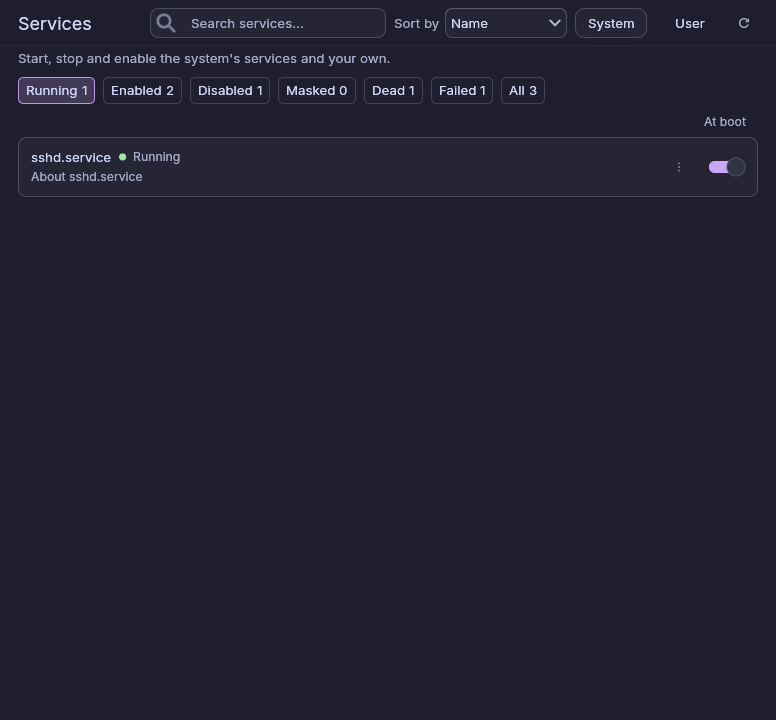 Services
Search services...
Sort by
Name
System
User
Start, stop and enable the system's services and your own.
Running 1
Enabled 2
Disabled 1
Masked 0
Dead 1
Failed 1
All 3
At boot
sshd.service
Running
About sshd.service